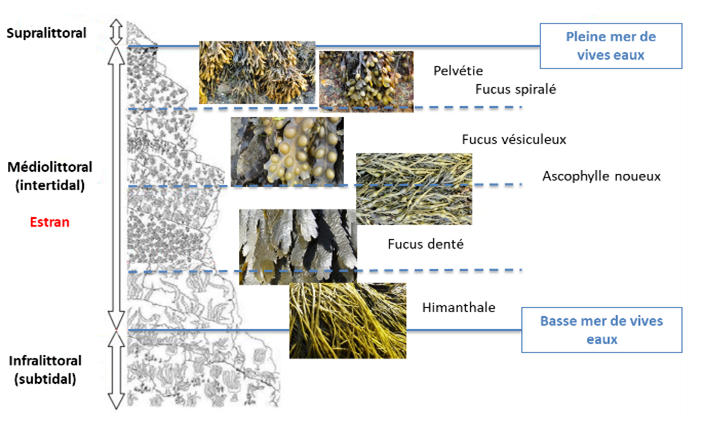 Supralittoral
Pleine mer de
vives eaux
Pelvétie
Fucus spiralé
Fucus vésiculeux
Médiolittoral
(intertidal)
Ascophylle noueux
Estran
Fucus denté
Himanthale
Basse mer de vives
eaux
Infralittoral
(subtidal)